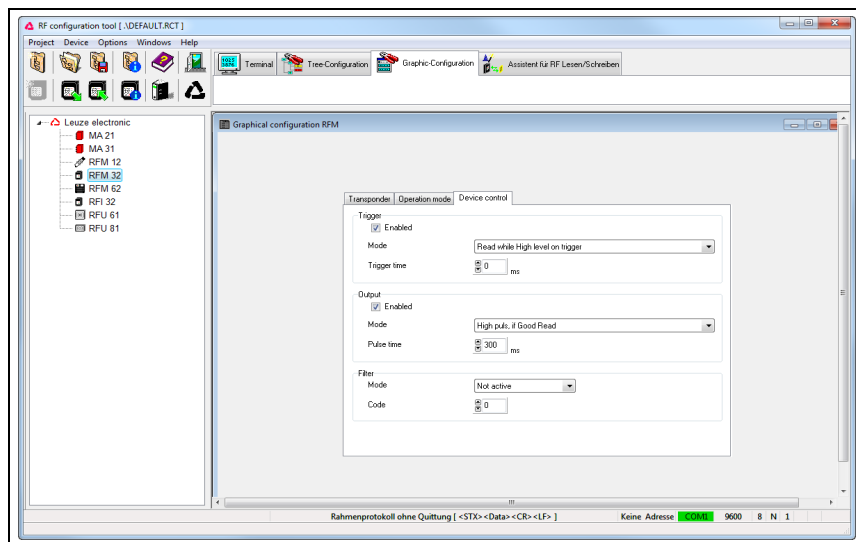 RF configuration tool [ .\DEFAULT.RCT ]
Project Device Options Windows Help
Terminal Tree-Configuration Graphic-Configuration Assistent für RF Lesen/Schreiben
Leuze electronic
MA 21
MA 31
RFM 12
RFM 32
RFM 62
RFI 32
RFU 61
RFU 81
Graphical configuration RFM
Transponder Operation mode Device control
Trigger
Enabled
Mode Read while High level on trigger
Trigger time 0 ms
Output
Enabled
Mode High puls, if Good Read
Pulse time 300 ms
Filter
Mode Not active
Code 0
Rahmenprotokoll ohne Quittung [ <STX><Data><CR><LF> ] Keine Adresse COM1 9600 8 N 1